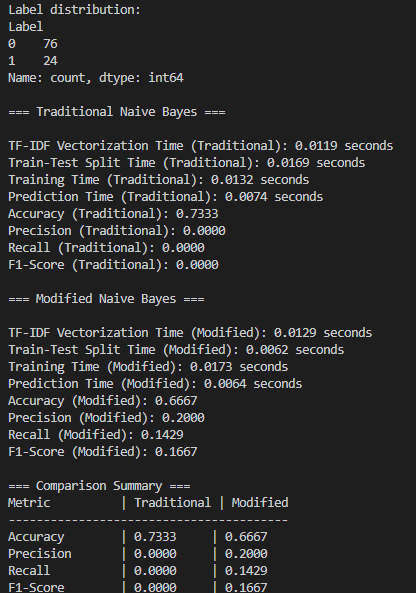 Label distribution:
Label
0    76
1    24
Name: count, dtype: int64
=== Traditional Naive Bayes ===
TF-IDF Vectorization Time (Traditional): 0.0119 seconds
Train-Test Split Time (Traditional): 0.0169 seconds
Training Time (Traditional): 0.0132 seconds
Prediction Time (Traditional): 0.0074 seconds
Accuracy (Traditional): 0.7333
Precision (Traditional): 0.0000
Recall (Traditional): 0.0000
F1-Score (Traditional): 0.0000
=== Modified Naive Bayes ===
TF-IDF Vectorization Time (Modified): 0.0129 seconds
Train-Test Split Time (Modified): 0.0062 seconds
Training Time (Modified): 0.0173 seconds
Prediction Time (Modified): 0.0064 seconds
Accuracy (Modified): 0.6667
Precision (Modified): 0.2000
Recall (Modified): 0.1429
F1-Score (Modified): 0.1667
=== Comparison Summary ===
Metric          | Traditional | Modified
----------------------------------------
Accuracy        | 0.7333      | 0.6667
Precision       | 0.0000      | 0.2000
Recall          | 0.0000      | 0.1429
F1-Score        | 0.0000      | 0.1667